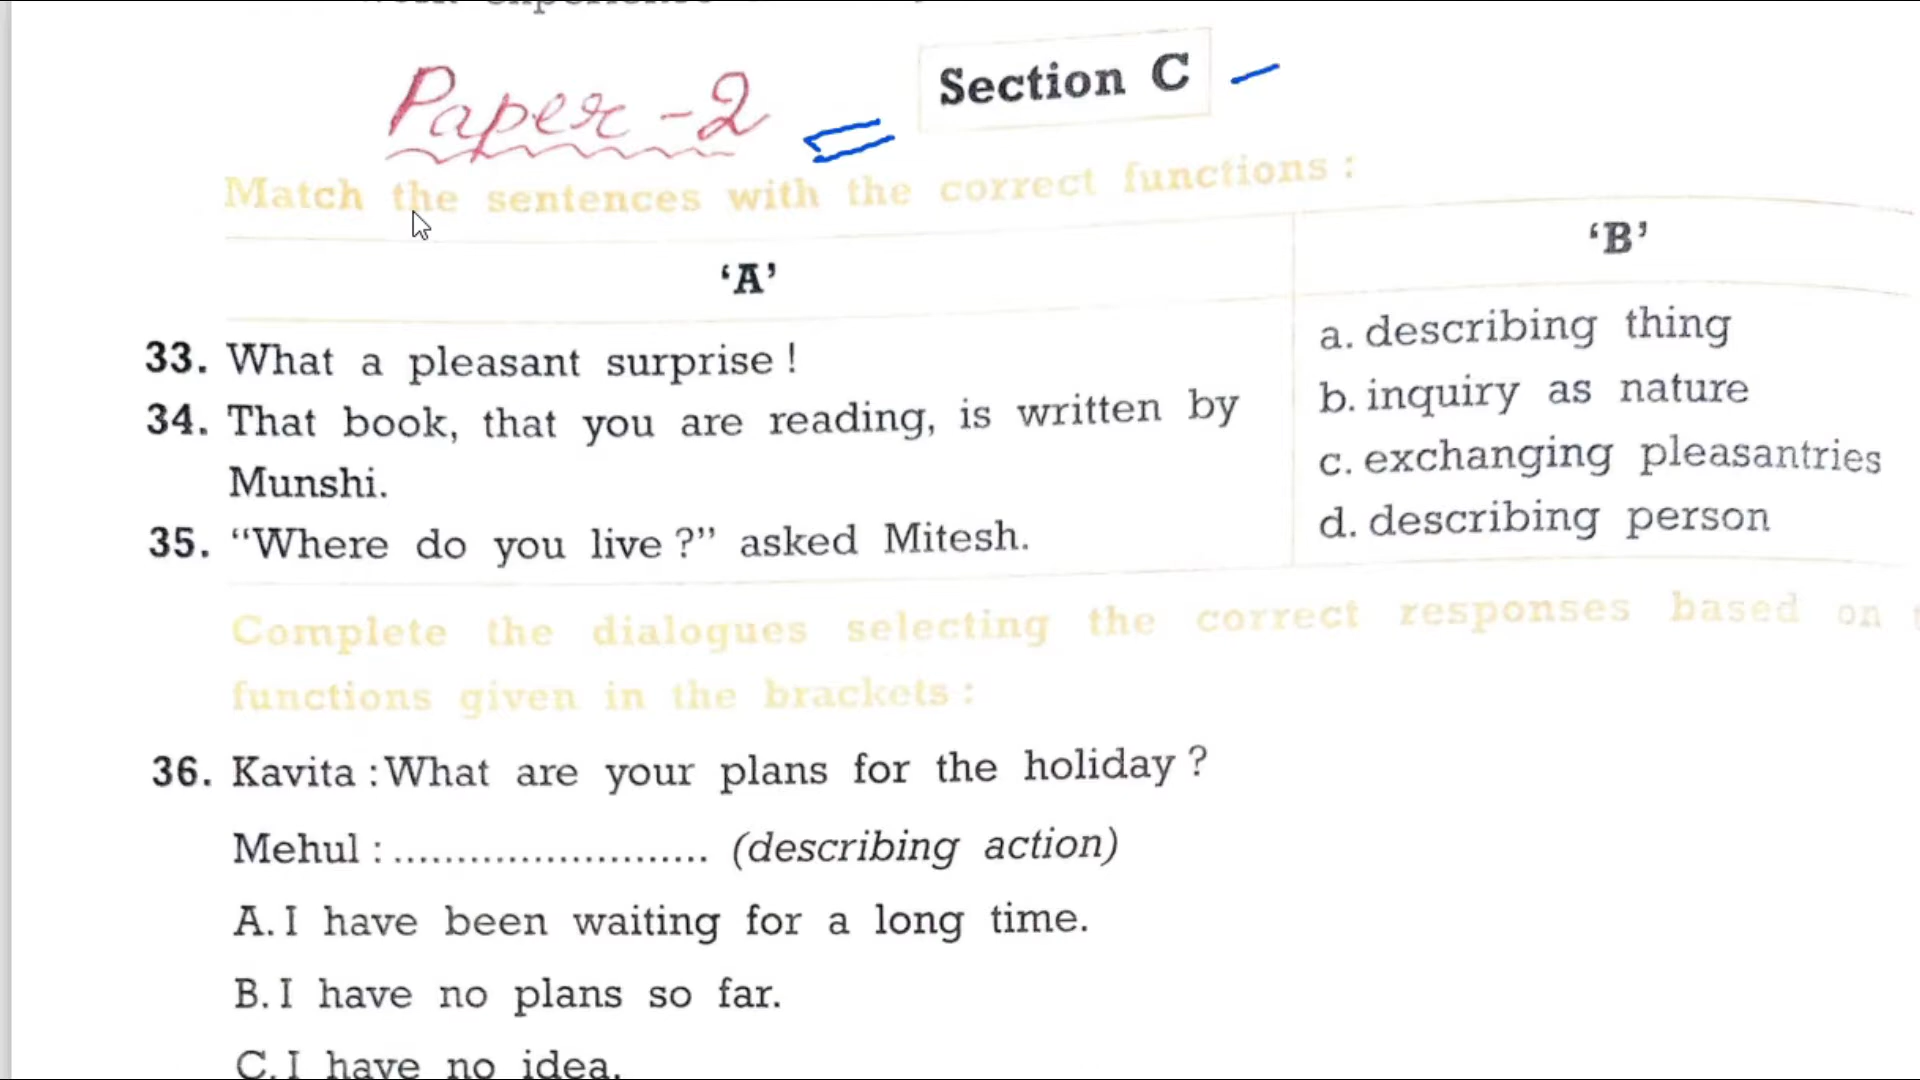 work experience
Paper - 2
Section C
Match the sentences with the correct functions :
'A'
'B'
33. What a pleasant surprise !
34. That book, that you are reading, is written by
Munshi.
35. “Where do you live ?” asked Mitesh.
a. describing thing
b. inquiry as nature
c. exchanging pleasantries
d. describing person
Complete the dialogues selecting the correct responses based on
functions given in the brackets :
36. Kavita : What are your plans for the holiday ?
Mehul : ......................... (describing action)
A. I have been waiting for a long time.
B. I have no plans so far.
C. I have no idea.